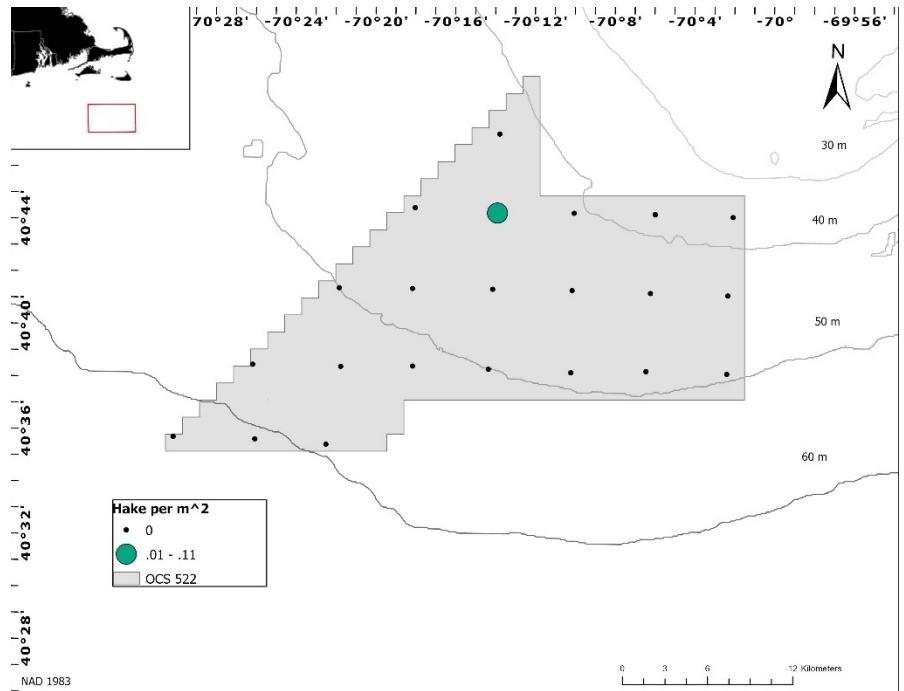 70°28' -70°24' -70°20' -70°16' -70°12' -70°8' -70°4' -70° -69°56'
N
30 m
40°44'
40 m
40°40'
50 m
40°36'
60 m
Hake per m^2
0
.01 - .11
OCS 522
40°32'
40°28'
0 3 6 12 Kilometers
NAD 1983